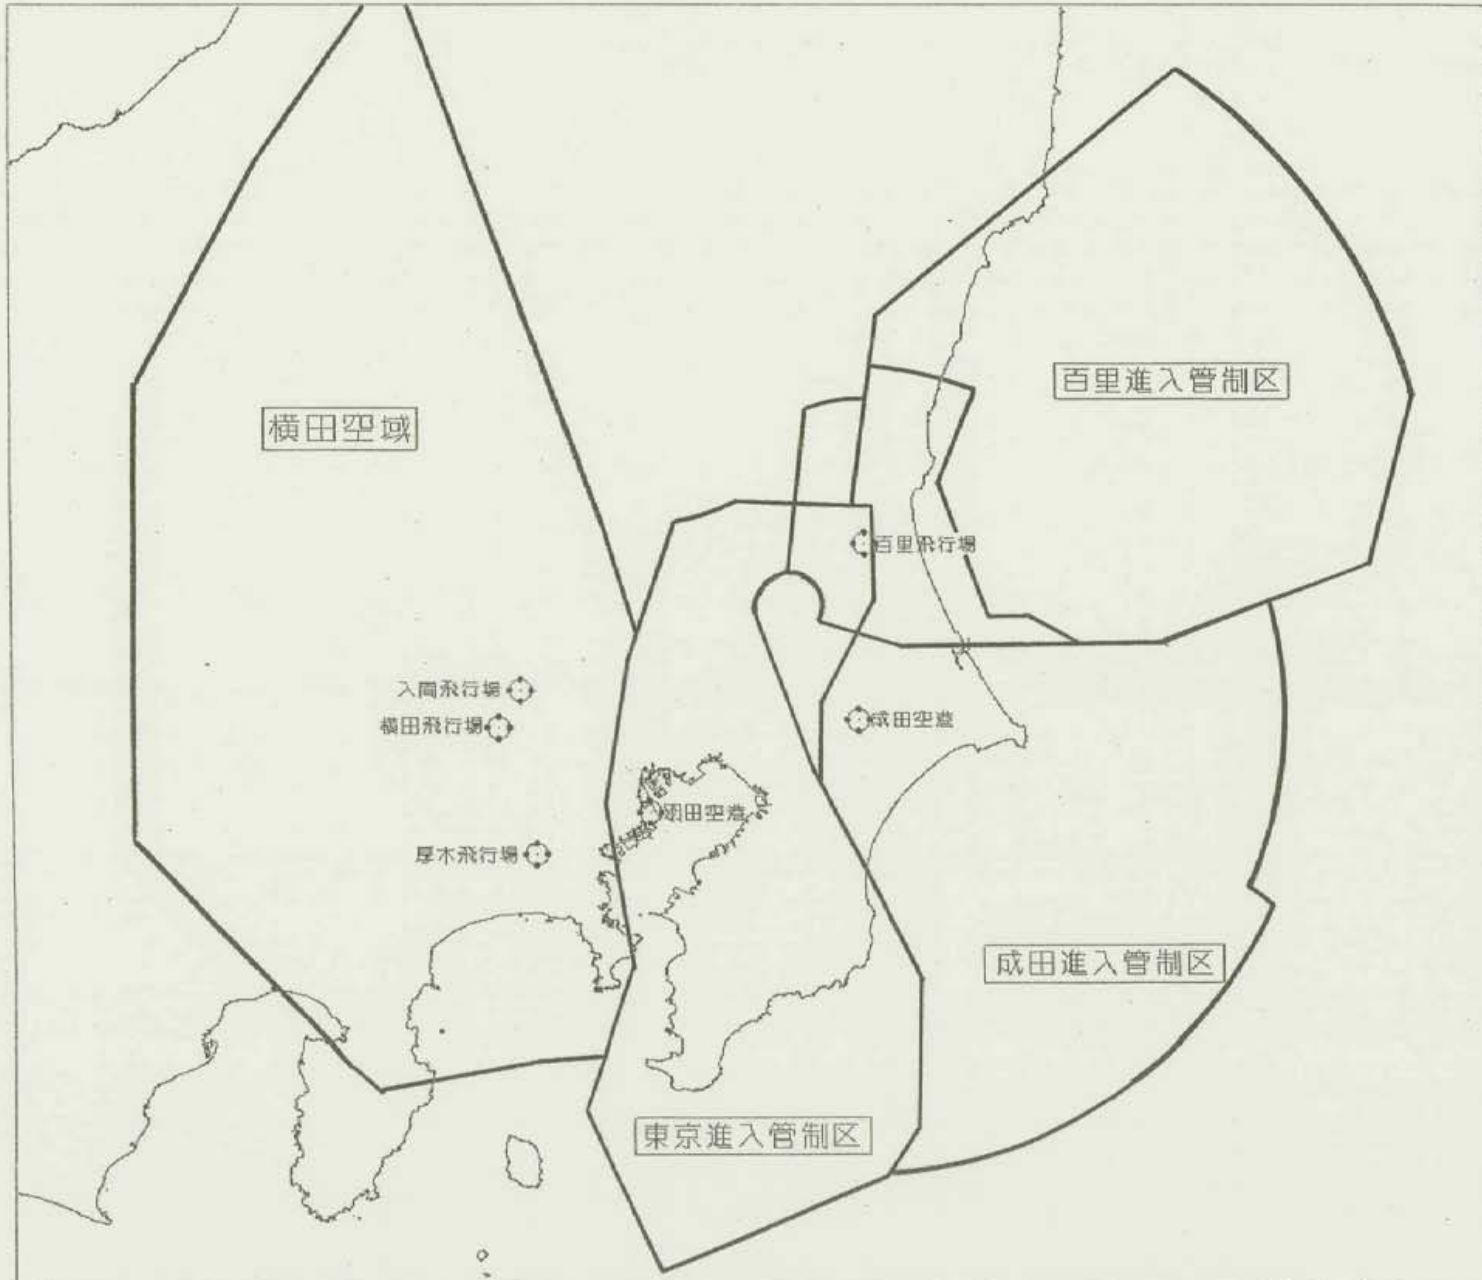 百里進入管制区
横田空域
百里飛行場
入間飛行場
成田空港
横田飛行場
羽田空港
厚木飛行場
成田進入管制区
東京進入管制区